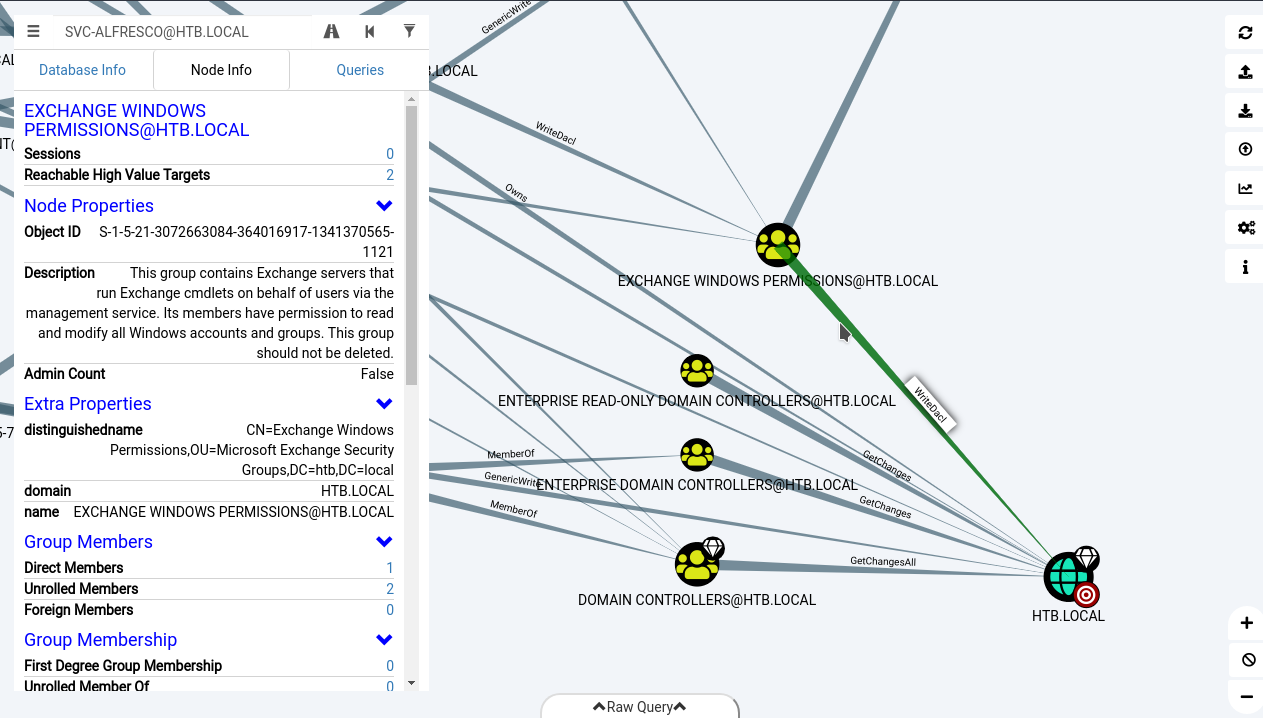 SVC-ALFRESCO@HTB.LOCAL
Database Info
Node Info
Queries
EXCHANGE WINDOWS
PERMISSIONS@HTB.LOCAL
Sessions 0
Reachable High Value Targets 2
Node Properties
Object ID S-1-5-21-3072663084-364016917-1341370565-
1121
Description This group contains Exchange servers that
run Exchange cmdlets on behalf of users via the
management service. Its members have permission to read
and modify all Windows accounts and groups. This group
should not be deleted.
Admin Count False
Extra Properties
distinguishedname CN=Exchange Windows
Permissions,OU=Microsoft Exchange Security
Groups,DC=htb,DC=local
domain HTB.LOCAL
name EXCHANGE WINDOWS PERMISSIONS@HTB.LOCAL
Group Members
Direct Members 1
Unrolled Members 2
Foreign Members 0
Group Membership
First Degree Group Membership 0
Unrolled Member Of 0
GenericWrite
.LOCAL
WriteDacl
Owns
EXCHANGE WINDOWS PERMISSIONS@HTB.LOCAL
ENTERPRISE READ-ONLY DOMAIN CONTROLLERS@HTB.LOCAL
WriteDacl
MemberOf
GetChanges
GenericWrite
ENTERPRISE DOMAIN CONTROLLERS@HTB.LOCAL
MemberOf
GetChanges
GetChangesAll
DOMAIN CONTROLLERS@HTB.LOCAL
HTB.LOCAL
Raw Query